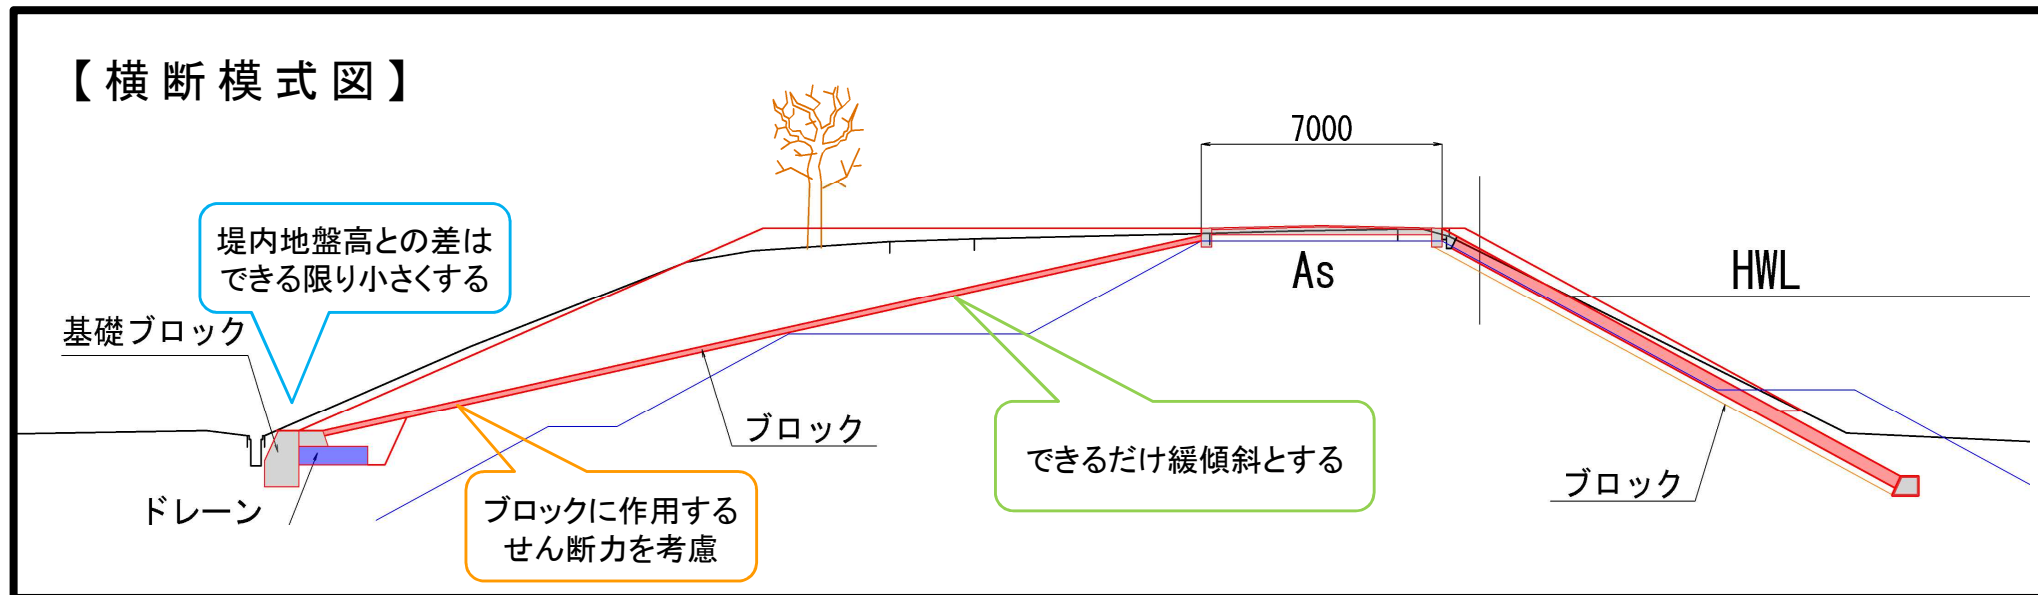 【横断模式図】
7000
堤内地盤高との差は
できる限り小さくする
As
HWL
基礎ブロック
ブロック
できるだけ緩傾斜とする
ブロック
ドレーン
ブロックに作用する
せん断力を考慮